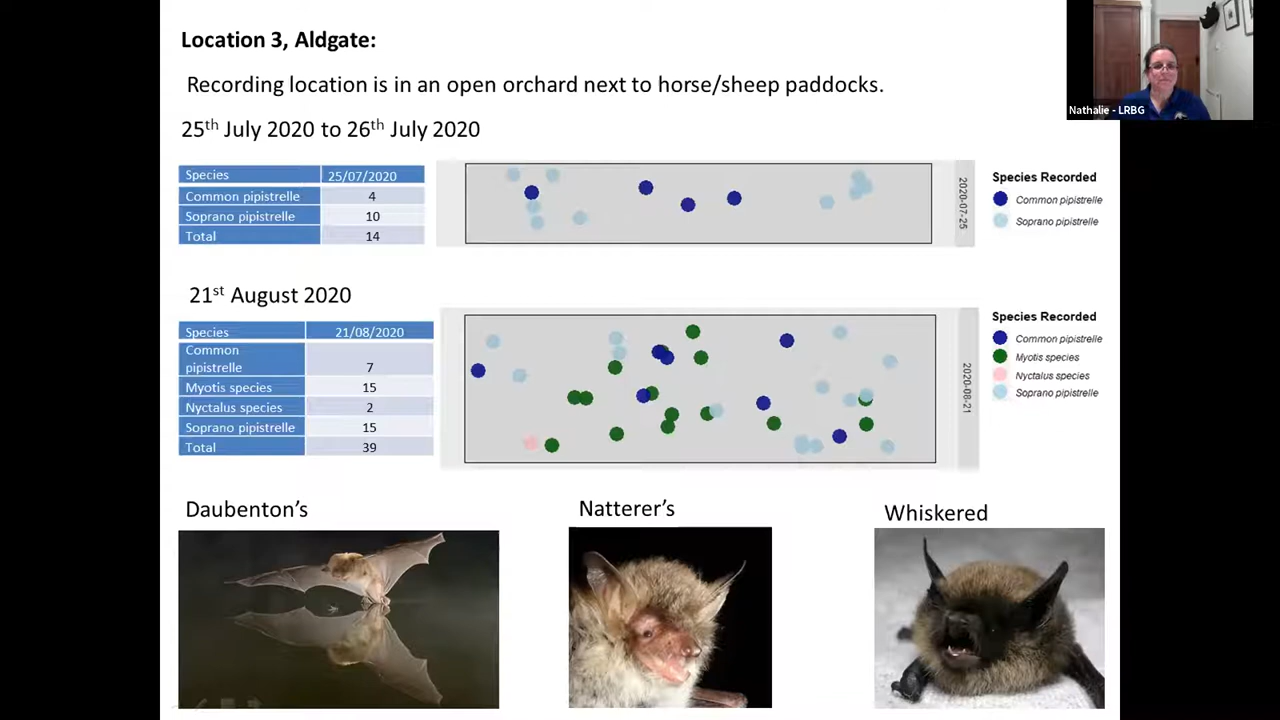 Location 3, Aldgate:
Nathalie - LRBG
Recording location is in an open orchard next to horse/sheep paddocks.
25th July 2020 to 26th July 2020
Species 25/07/2020
Common pipistrelle 4
Soprano pipistrelle 10
Total 14
2020-07-25
Species Recorded
Common pipistrelle
Soprano pipistrelle
21st August 2020
Species 21/08/2020
Common
pipistrelle 7
Myotis species 15
Nyctalus species 2
Soprano pipistrelle 15
Total 39
2020-08-21
Species Recorded
Common pipistrelle
Myotis species
Nyctalus species
Soprano pipistrelle
Daubenton's
Natterer's
Whiskered